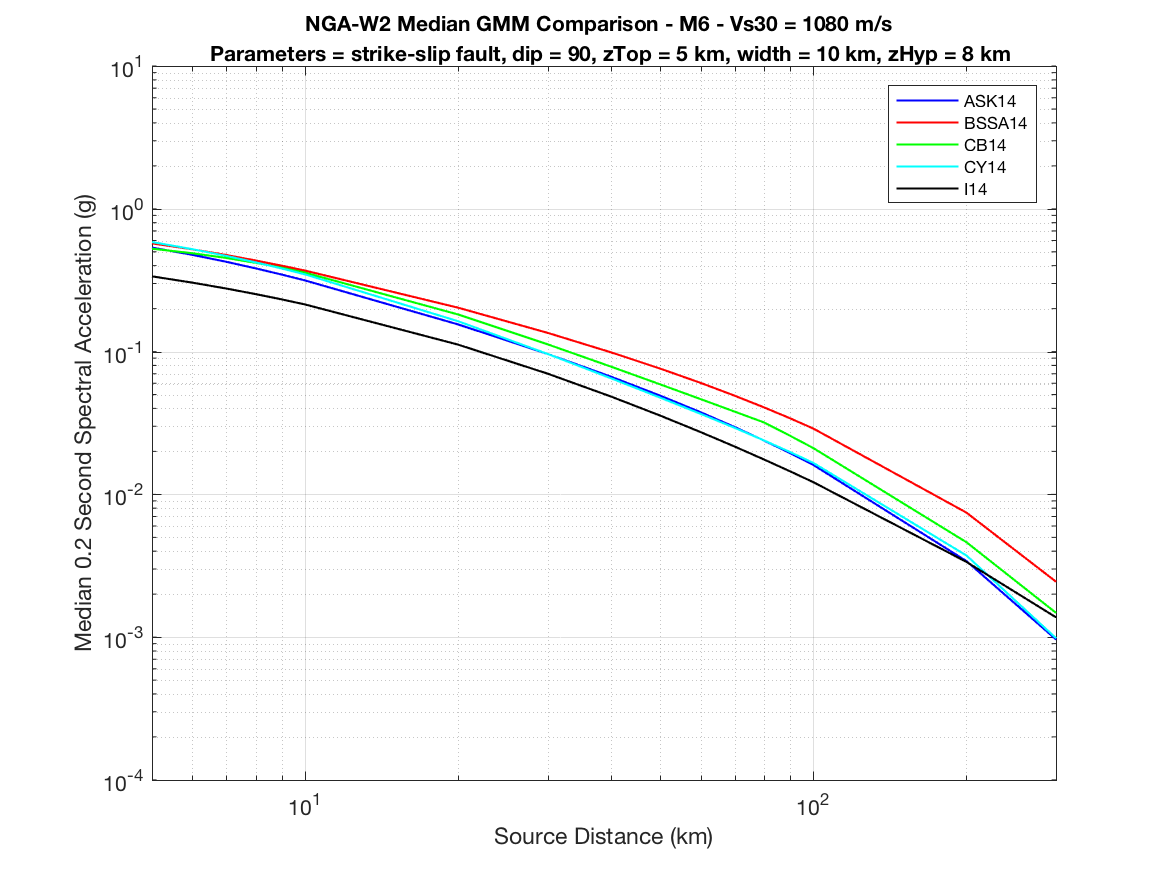 NGA-W2 Median GMM Comparison - M6 - Vs30 = 1080 m/s
Parameters = strike-slip fault, dip = 90, zTop = 5 km, width = 10 km, zHyp = 8 km
ASK14
BSSA14
CB14
CY14
I14
Median 0.2 Second Spectral Acceleration (g)
10^1
10^0
10^-1
10^-2
10^-3
10^-4
10^1
10^2
Source Distance (km)